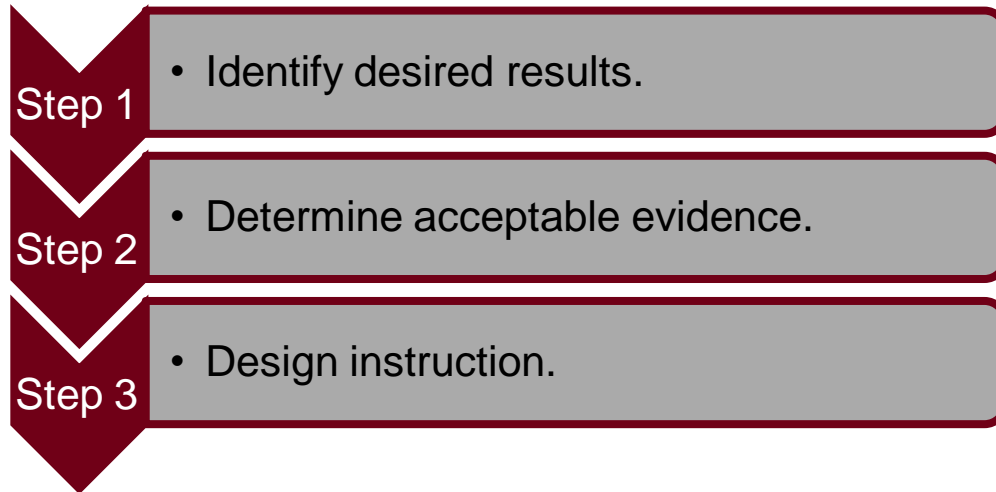 Step 1
• Identify desired results.
Step 2
• Determine acceptable evidence.
Step 3
• Design instruction.